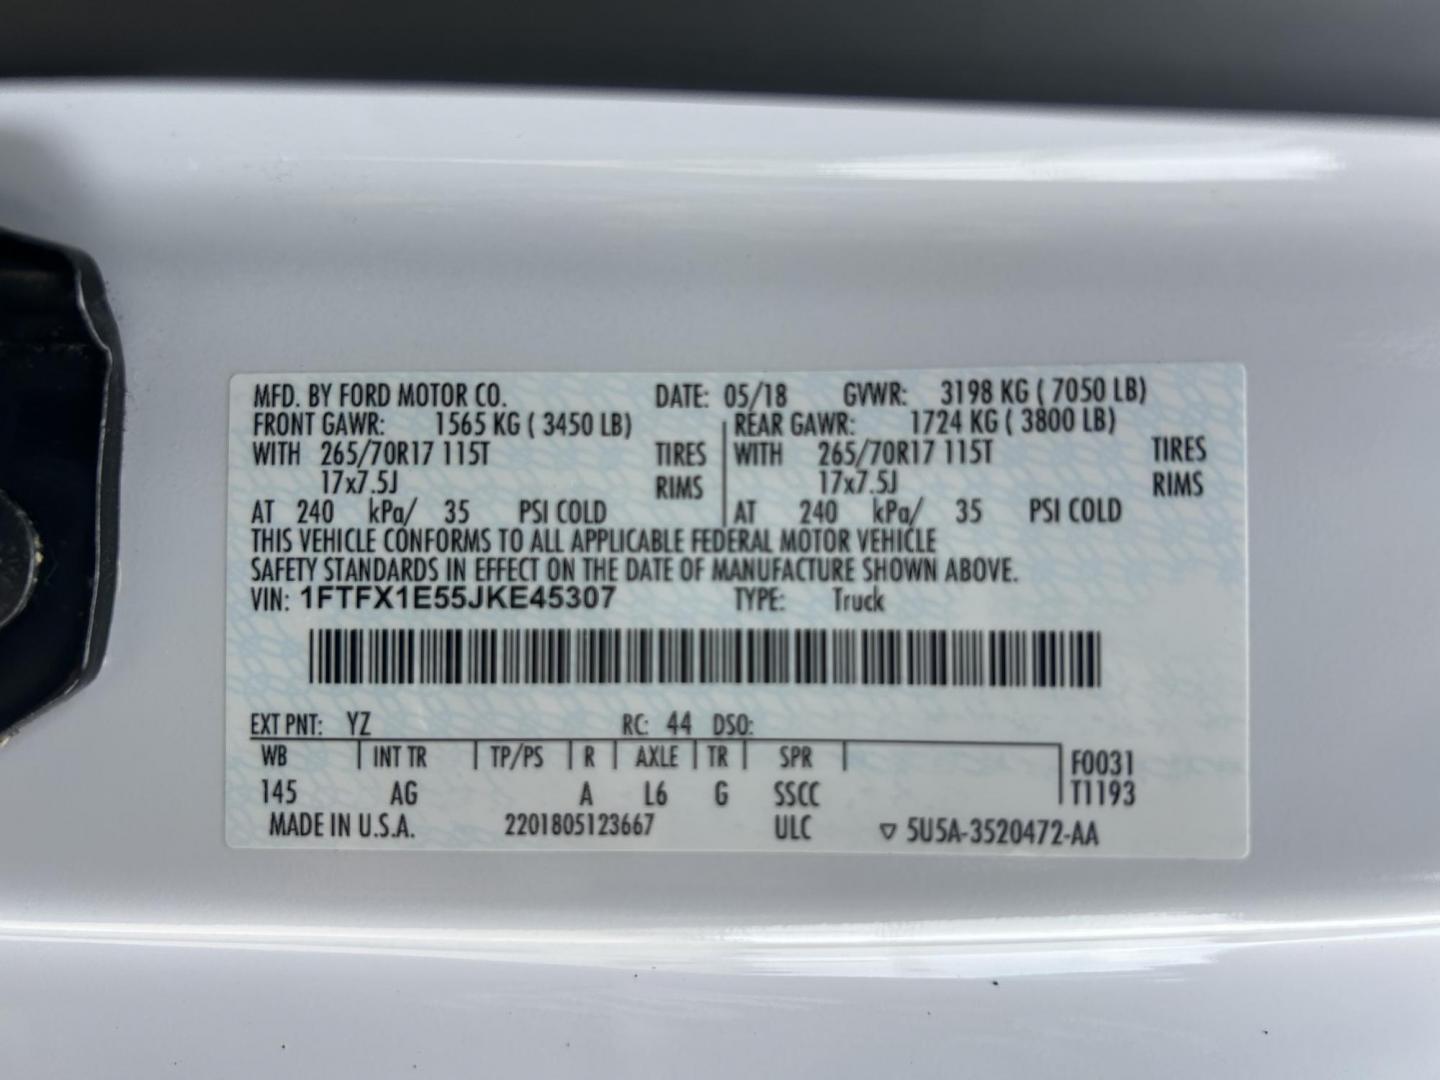 MFD. BY FORD MOTOR CO. DATE: 05/18 GVWR: 3198 KG ( 7050 LB)
FRONT GAWR: 1565 KG ( 3450 LB) REAR GAWR: 1724 KG ( 3800 LB)
WITH 265/70R17 115T TIRES WITH 265/70R17 115T TIRES
17x7.5J RIMS 17x7.5J RIMS
AT 240 kPa/ 35 PSI COLD AT 240 kPa/ 35 PSI COLD
THIS VEHICLE CONFORMS TO ALL APPLICABLE FEDERAL MOTOR VEHICLE
SAFETY STANDARDS IN EFFECT ON THE DATE OF MANUFACTURE SHOWN ABOVE.
VIN: 1FTFX1E55JKE45307 TYPE: Truck
EXT PNT: YZ RC: 44 DSO:
WB INT TR TP/PS R AXLE TR SPR F0031
145 AG A L6 G SSCC T1193
MADE IN U.S.A. 2201805123667 ULC ▽ 5U5A-3520472-AA